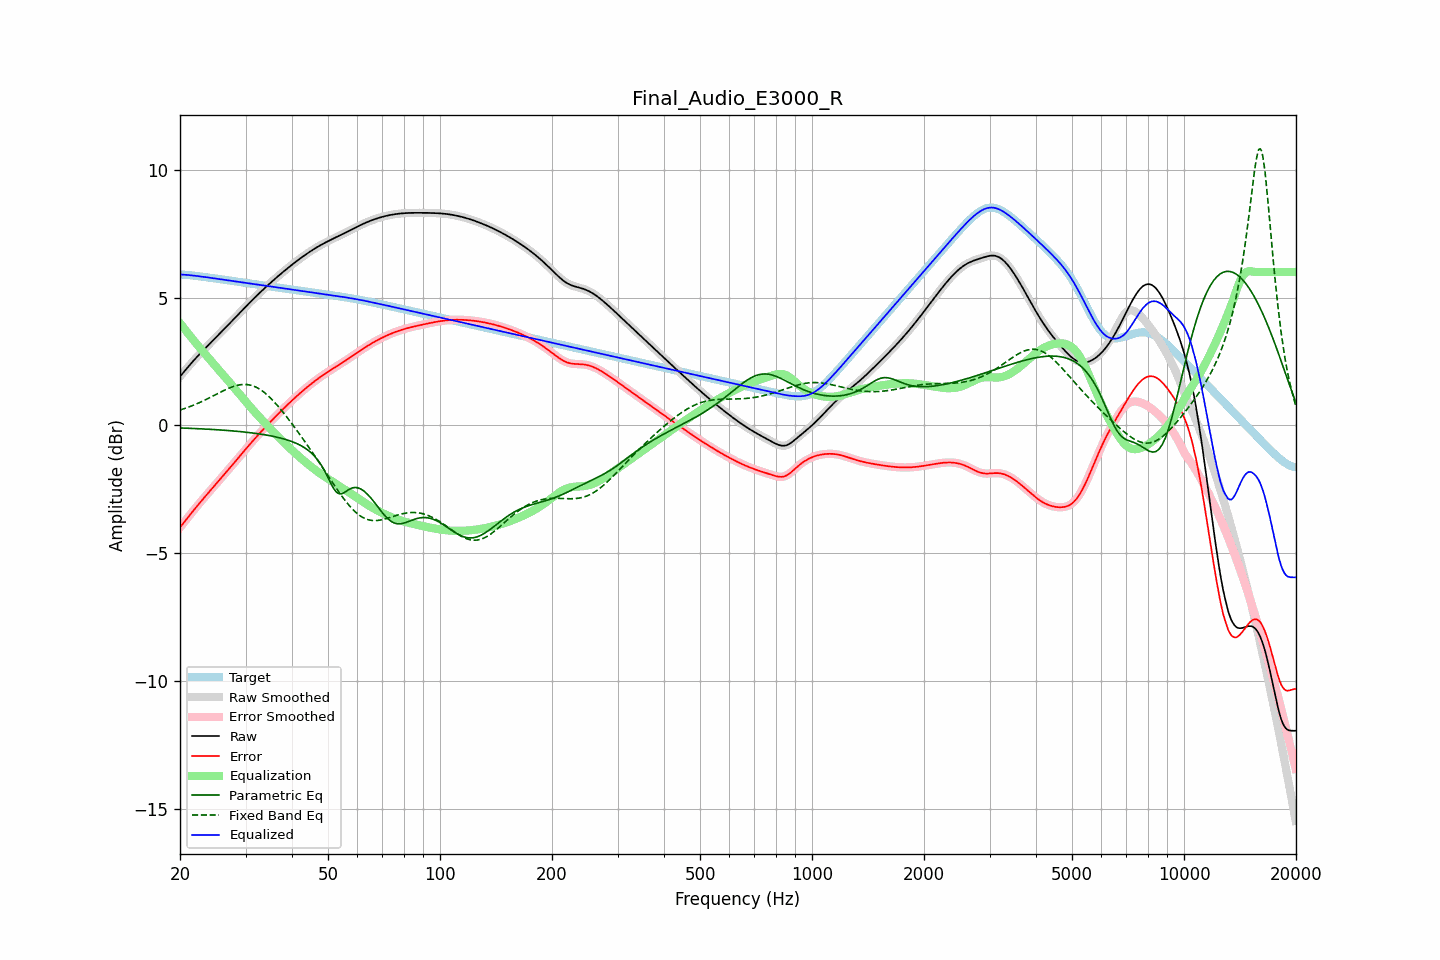 Final_Audio_E3000_R
Amplitude (dBr)
10
5
0
−5
−10
−15
Target
Raw Smoothed
Error Smoothed
Raw
Error
Equalization
Parametric Eq
Fixed Band Eq
Equalized
20 50 100 200 500 1000 2000 5000 10000 20000
Frequency (Hz)